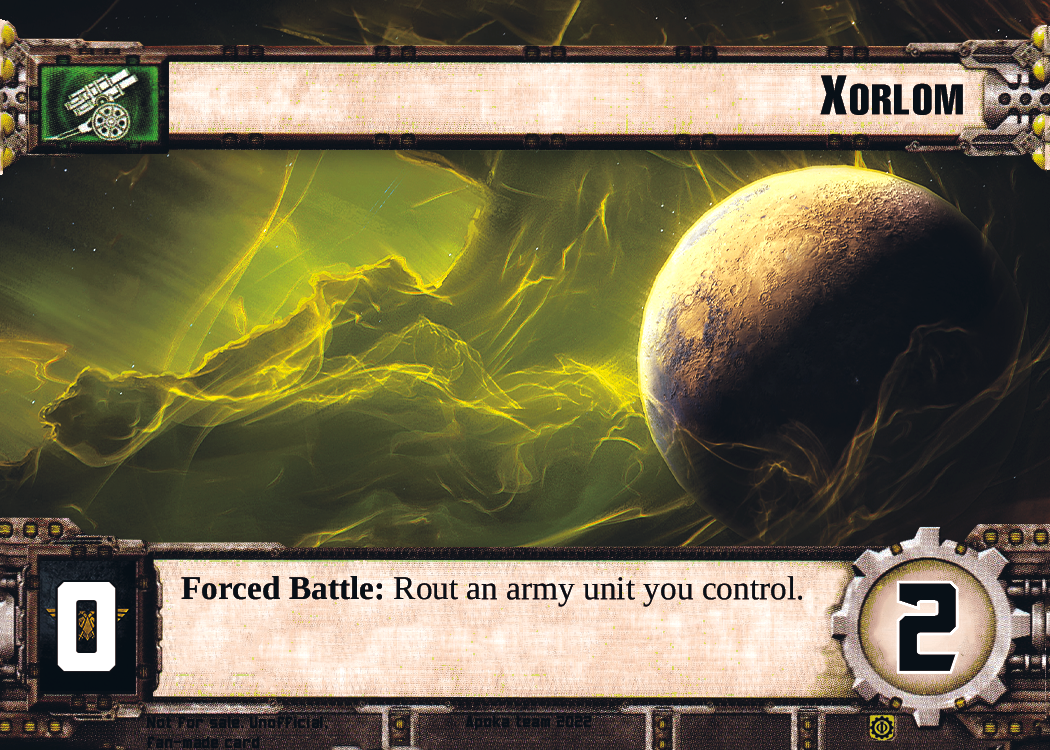 Xorlom
Forced Battle: Rout an army unit you control.
0
2
Not for sale. Unofficial. Apoka team 2022
Fan-made card